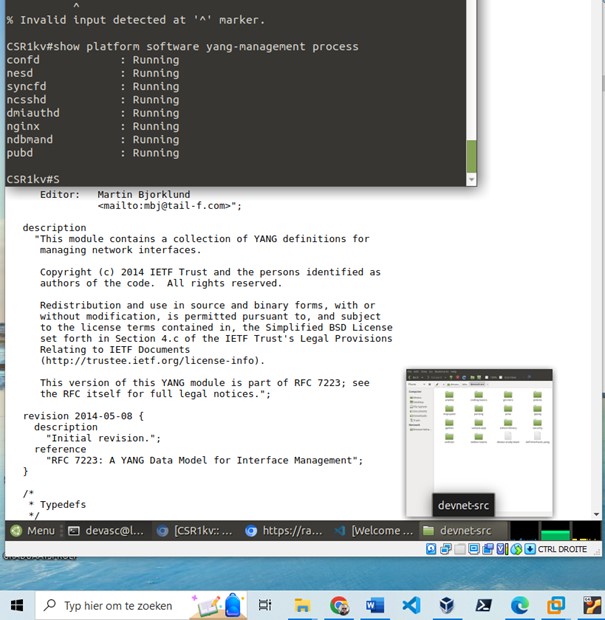 ^
% Invalid input detected at '^' marker.
CSR1kv#show platform software yang-management process
confd : Running
nesd : Running
syncfd : Running
ncsshd : Running
dmiauthd : Running
nginx : Running
ndbmand : Running
pubd : Running
CSR1kv#S
Editor: Martin Bjorklund
<mailto:mbj@tail-f.com>";
description
"This module contains a collection of YANG definitions for
managing network interfaces.
Copyright (c) 2014 IETF Trust and the persons identified as
authors of the code. All rights reserved.
Redistribution and use in source and binary forms, with or
without modification, is permitted pursuant to, and subject
to the license terms contained in, the Simplified BSD License
set forth in Section 4.c of the IETF Trust's Legal Provisions
Relating to IETF Documents
(http://trustee.ietf.org/license-info).
This version of this YANG module is part of RFC 7223; see
the RFC itself for full legal notices.";
revision 2014-05-08 {
description
"Initial revision.";
reference
"RFC 7223: A YANG Data Model for Interface Management";
}
/*
* Typedefs
*/
devnet-src
Menu devasc@l... [CSR1kv:: ... https://ra... [Welcome ... devnet-src
CTRL DROITE
Typ hier om te zoeken